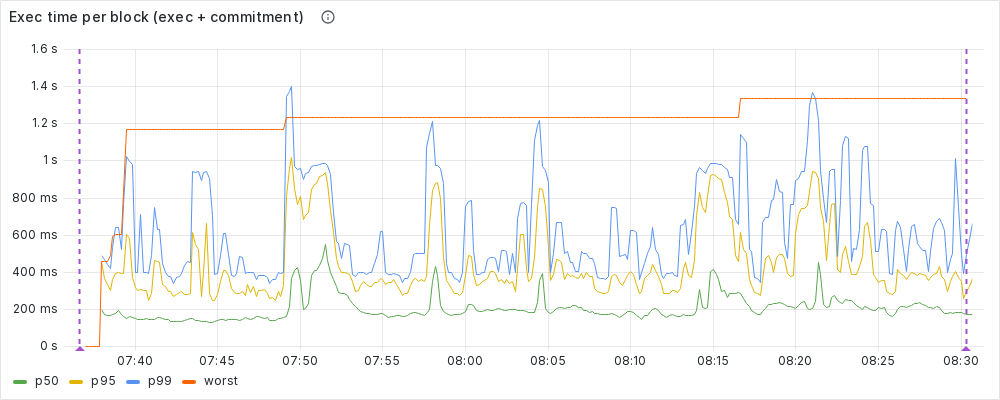 Exec time per block (exec + commitment)
1.6 s
1.4 s
1.2 s
1 s
800 ms
600 ms
400 ms
200 ms
0 s
07:40 07:45 07:50 07:55 08:00 08:05 08:10 08:15 08:20 08:25 08:30
p50 p95 p99 worst